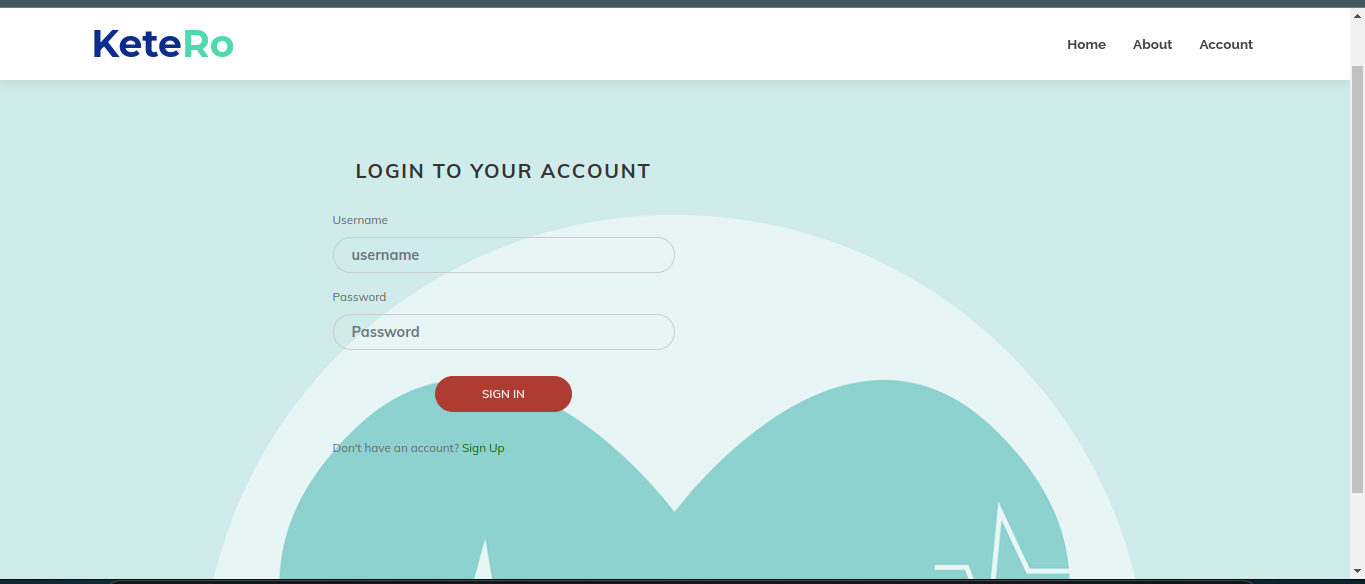 KeteRo
Home About Account
LOGIN TO YOUR ACCOUNT
Username
username
Password
Password
SIGN IN
Don't have an account? Sign Up